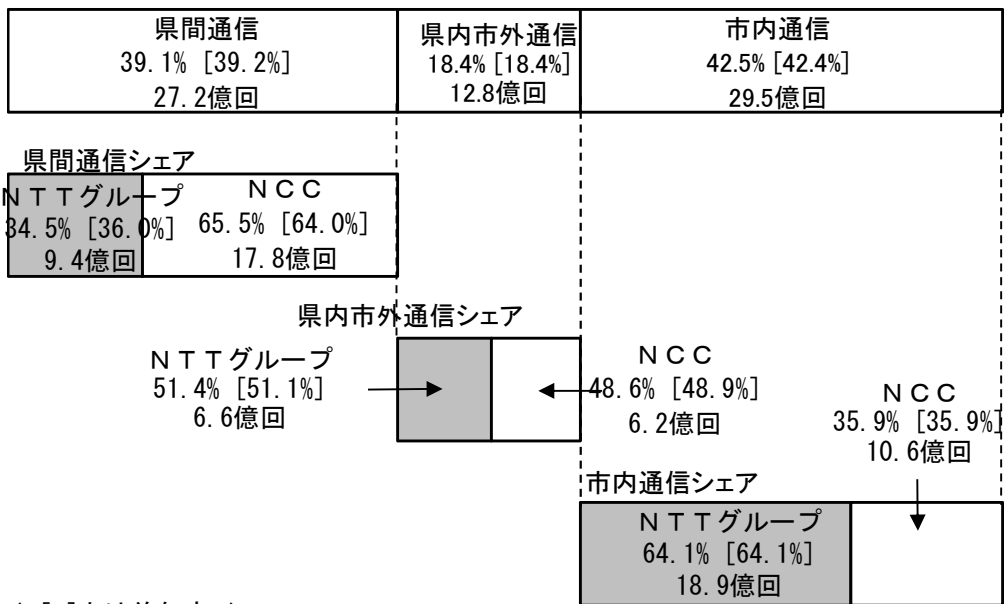 県間通信
39.1% [39.2%]
27.2億回
県内市外通信
18.4% [18.4%]
12.8億回
市内通信
42.5% [42.4%]
29.5億回
県間通信シェア
ＮＴＴグループ
34.5% [36.0%]
9.4億回
ＮＣＣ
65.5% [64.0%]
17.8億回
県内市外通信シェア
ＮＴＴグループ
51.4% [51.1%]
6.6億回
ＮＣＣ
48.6% [48.9%]
6.2億回
ＮＣＣ
35.9% [35.9%]
10.6億回
市内通信シェア
ＮＴＴグループ
64.1% [64.1%]
18.9億回